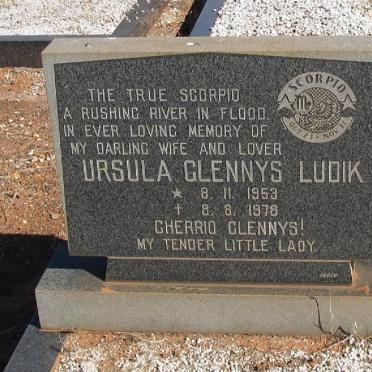 SCORPIO
THE TRUE SCORPIO
A RUSHING RIVER IN FLOOD.
IN EVER LOVING MEMORY OF
MY DARLING WIFE AND LOVER
URSULA GLENNYS LUDIK
* 8. 11. 1953
† 8. 8. 1978
CHERRIO GLENNYS!
MY TENDER LITTLE LADY.